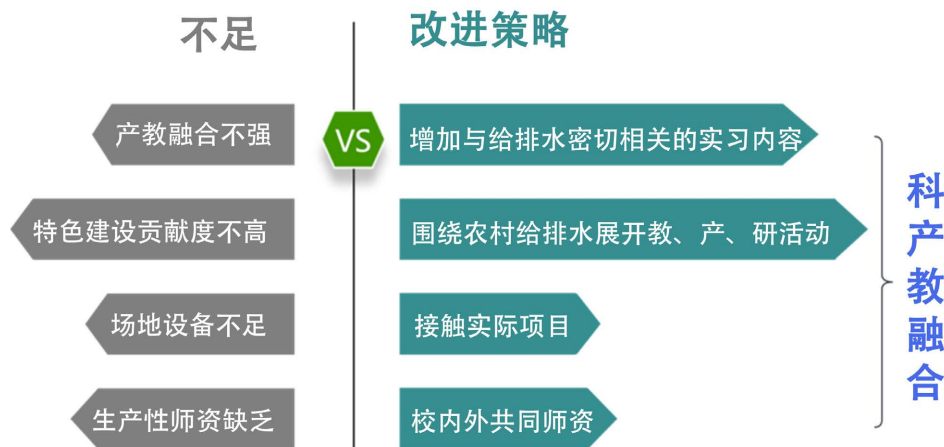 不足
改进策略
产教融合不强
VS
增加与给排水密切相关的实习内容
特色建设贡献度不高
围绕农村给排水展开教、产、研活动
场地设备不足
接触实际项目
生产性师资缺乏
校内外共同师资
科产教融合